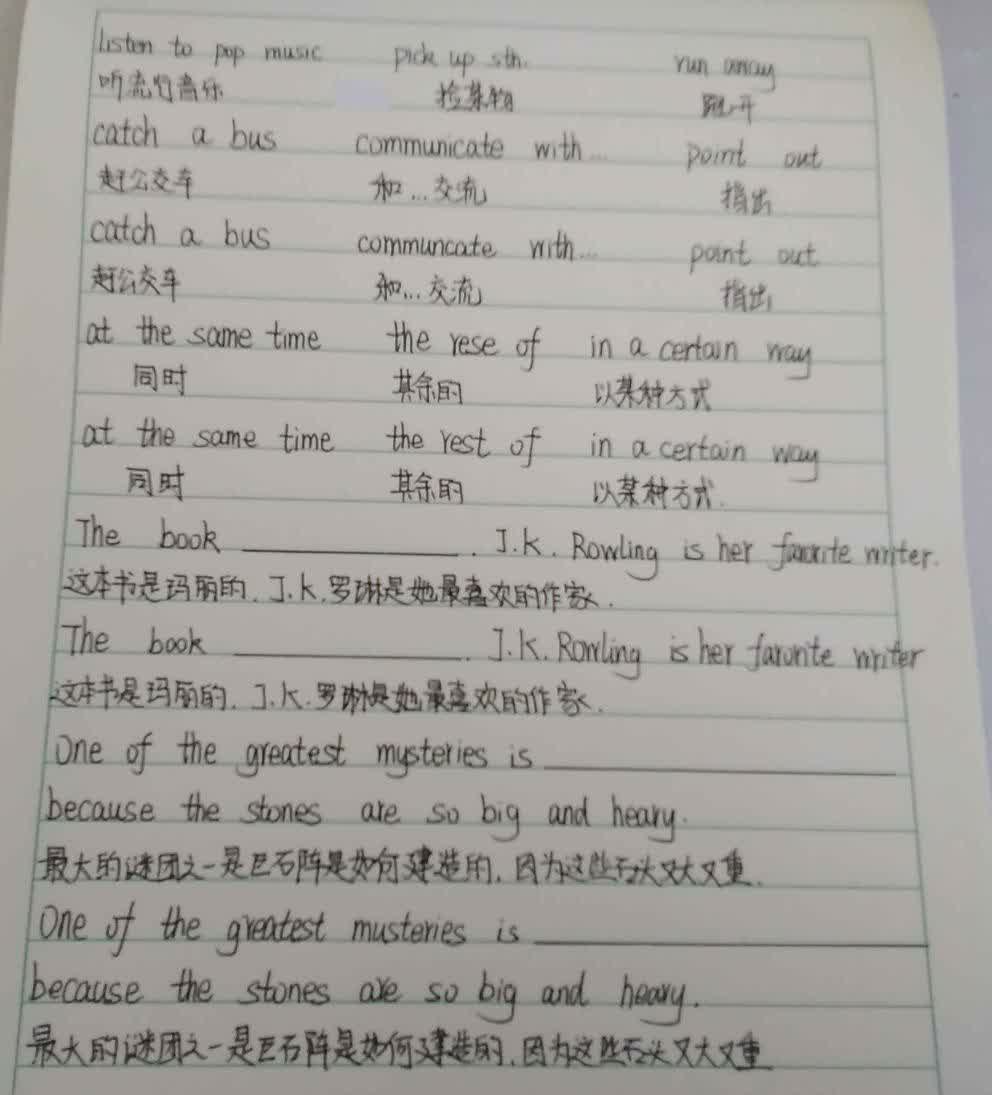 listen to pop music pick up sth. run away
听流行音乐 捡某物 跑开
catch a bus communicate with... point out
赶公交车 和...交流 指出
catch a bus communcate with... point out
赶公交车 和...交流 指出
at the same time the rese of in a certain way
同时 其余的 以某种方式
at the same time the rest of in a certain way
同时 其余的 以某种方式.
The book ____________. J.K. Rowling is her favorite writer.
这本书是玛丽的. J.K.罗琳是她最喜欢的作家.
The book ____________. J.K. Rowling is her favorite writer
这本书是玛丽的. J.K.罗琳是她最喜欢的作家.
One of the greatest mysteries is ____________
because the stones are so big and heavy.
最大的谜团之一是巨石阵是如何建造的, 因为这些石头又大又重.
One of the greatest musteries is ____________
because the stones are so big and heavy.
最大的谜团之一是巨石阵是如何建造的, 因为这些石头又大又重